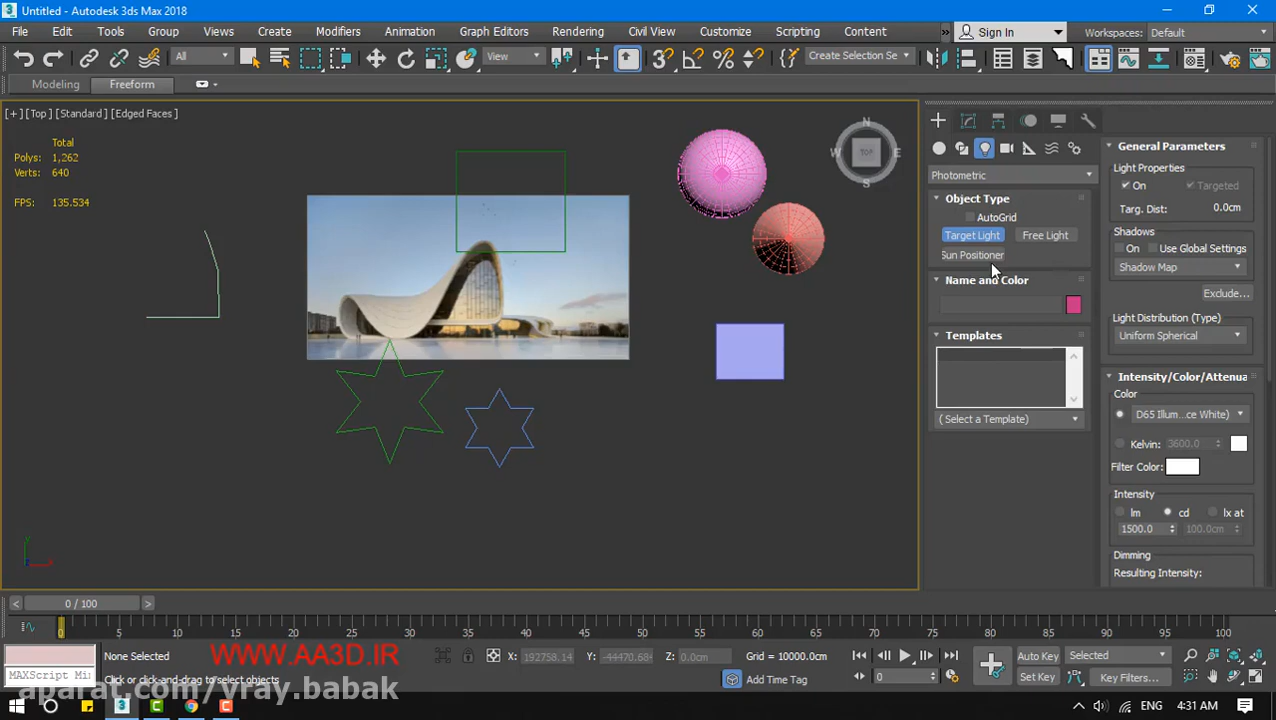 Untitled - Autodesk 3ds Max 2018
File Edit Tools Group Views Create Modifiers Animation Graph Editors Rendering Civil View Customize Scripting Content » Sign In Workspaces: Default
All View Create Selection Se
Modeling Freeform
[+] [Top] [Standard] [Edged Faces]
Total
Polys: 1,262
Verts: 640
FPS: 135.534
N
W TOP E
S
Photometric
Object Type
AutoGrid
Target Light Free Light
Sun Positioner
Name and Color
Templates
(Select a Template)
General Parameters
Light Properties
On Targeted
Targ. Dist: 0.0cm
Shadows
On Use Global Settings
Shadow Map
Exclude...
Light Distribution (Type)
Uniform Spherical
Intensity/Color/Attenua
Color
D65 Illum...ce White)
Kelvin: 3600.0
Filter Color:
Intensity
lm cd lx at
1500.0 100.0cm
Dimming
Resulting Intensity:
< 0 / 100 >
0 5 10 15 20 25 30 35 40 45 50 55 60 65 70 75 80 85 90 95 100
None Selected
WWW.AA3D.IR
X: 192758.14 Y: -44470.68 Z: 0.0cm Grid = 10000.0cm
Auto Key Selected
MAXScript Mi
Click or click-and-drag to select objects
Add Time Tag
0
Set Key Key Filters...
aparat.com/vray.babak
ENG 4:31 AM